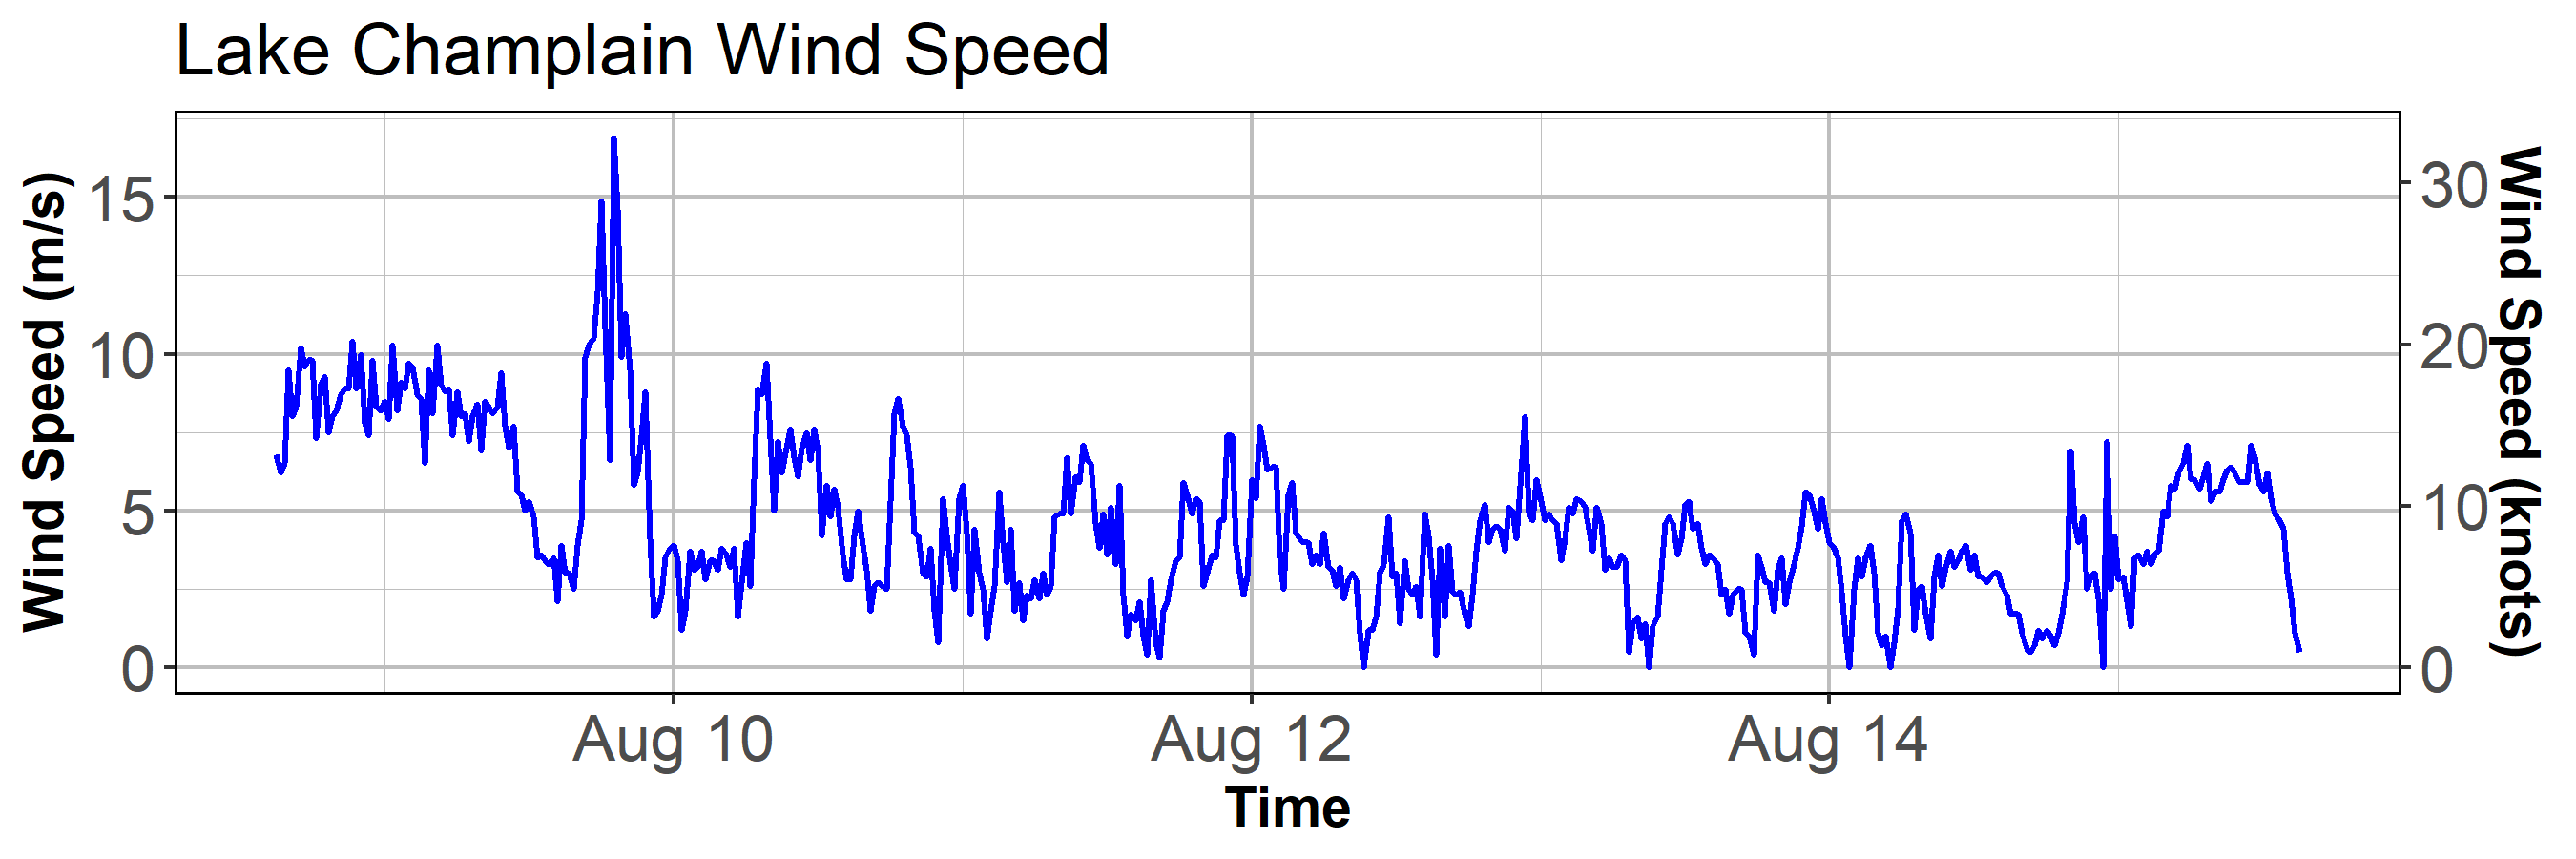 Lake Champlain Wind Speed
Wind Speed (m/s)
15
10
5
0
30
20
10
0
Wind Speed (knots)
Aug 10
Aug 12
Aug 14
Time